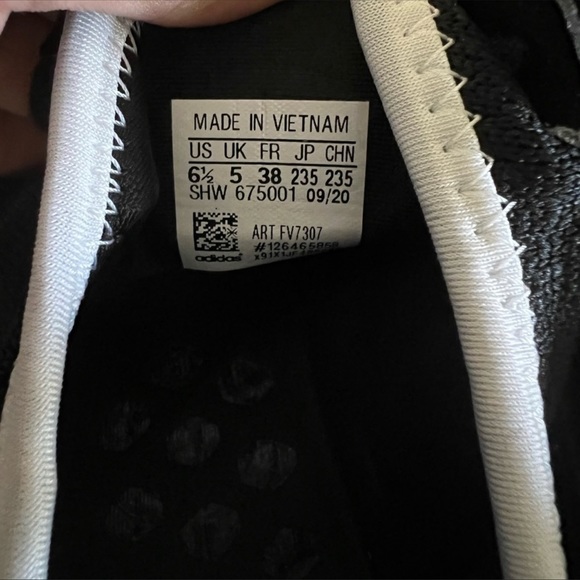 MADE IN VIETNAM
US UK FR JP CHN
6½ 5 38 235 235
SHW 675001 09/20
ART FV7307
adidas